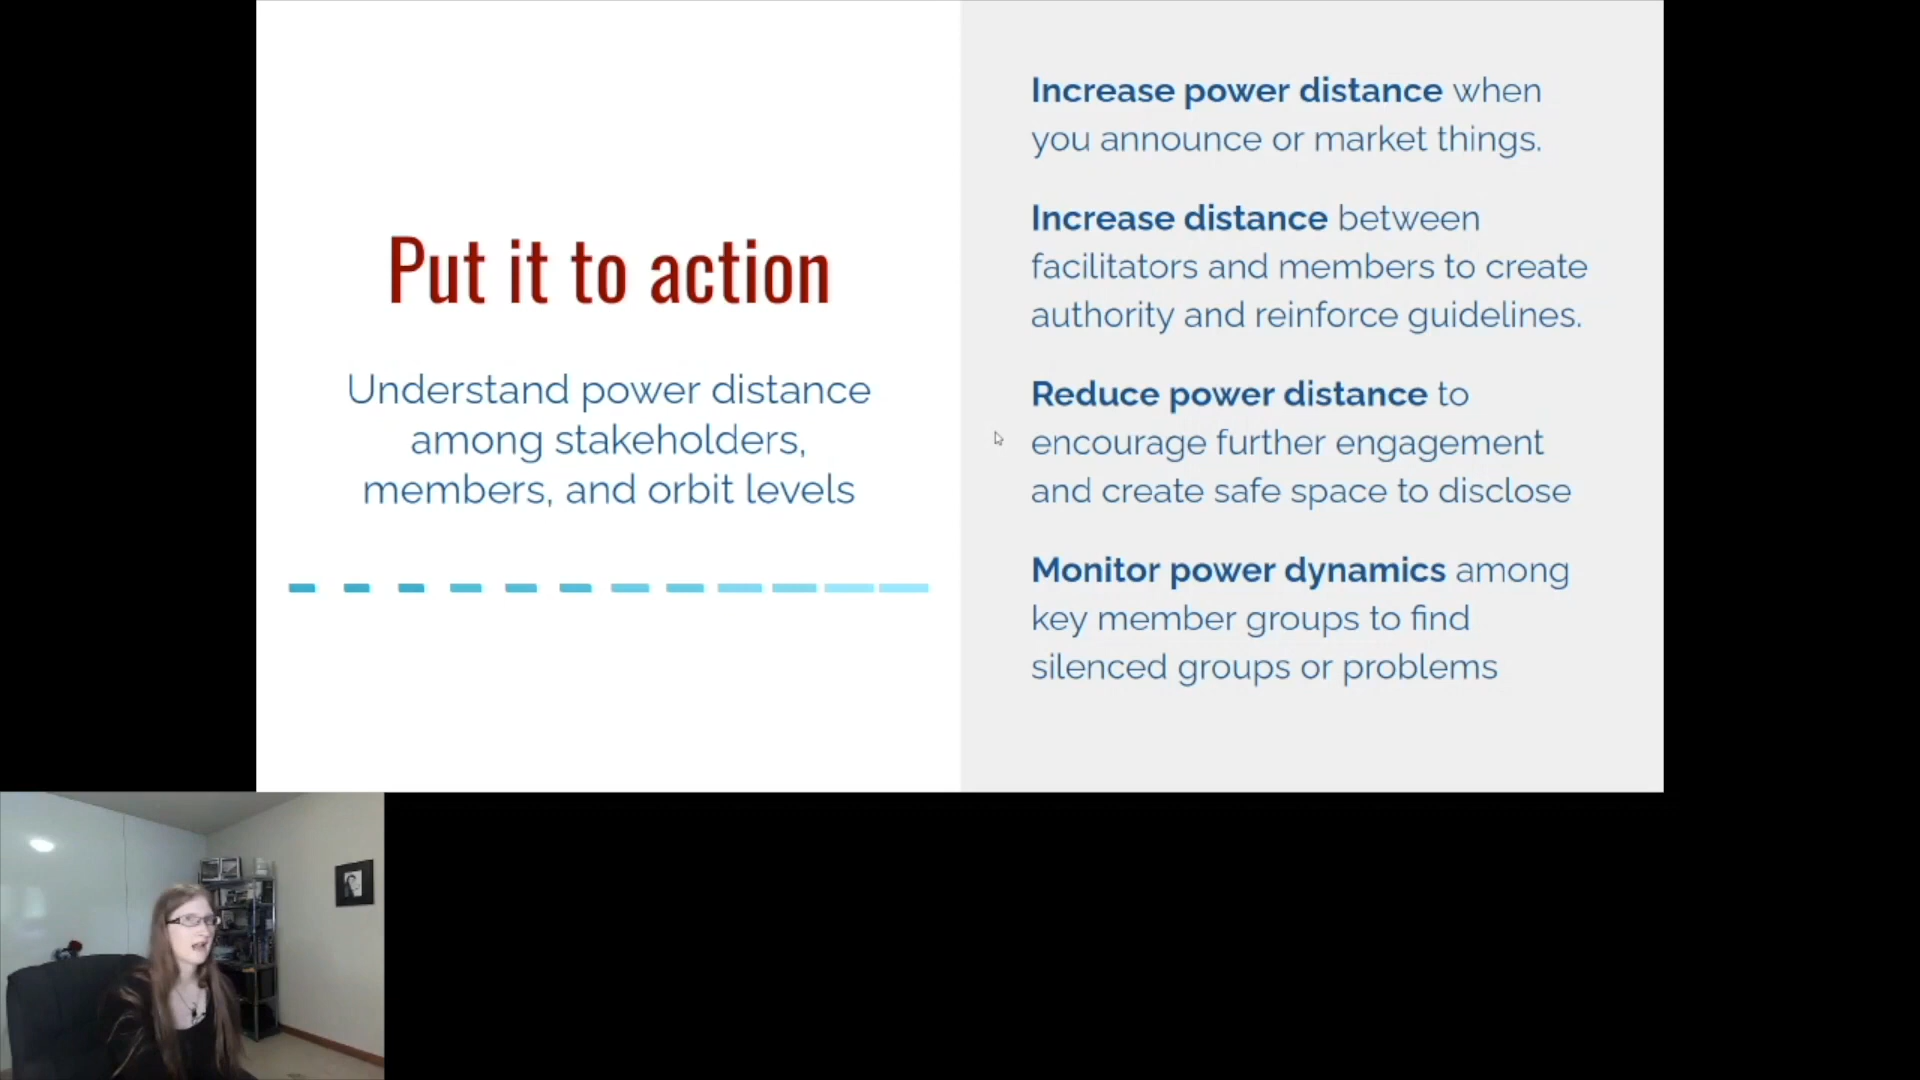 Put it to action
Understand power distance
among stakeholders,
members, and orbit levels
Increase power distance when
you announce or market things.
Increase distance between
facilitators and members to create
authority and reinforce guidelines.
Reduce power distance to
encourage further engagement
and create safe space to disclose
Monitor power dynamics among
key member groups to find
silenced groups or problems